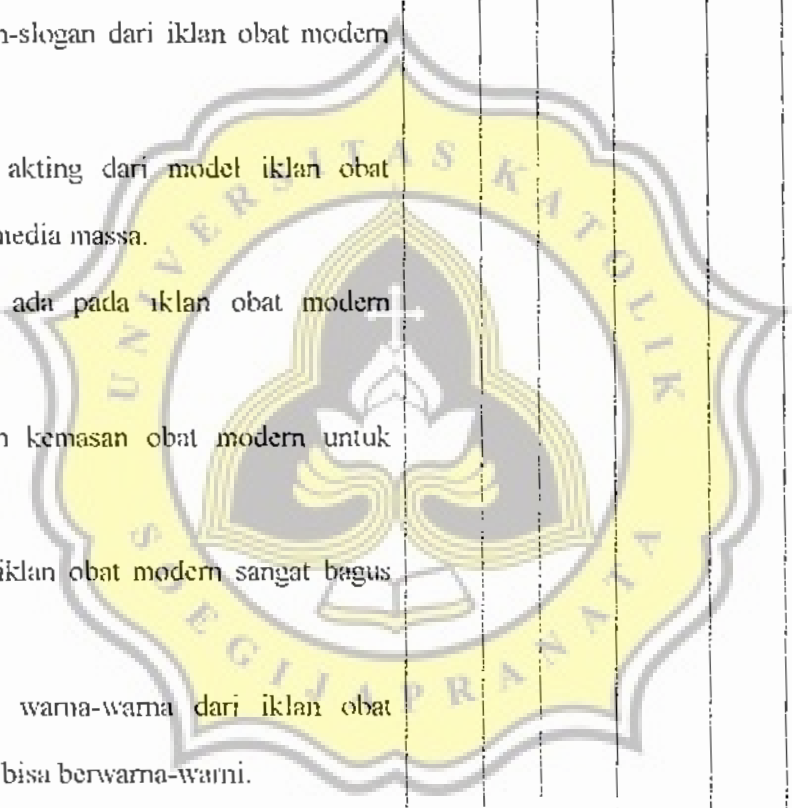 n-slogan dari iklan obat modern
akting dari model iklan obat
media massa.
ada pada iklan obat modern
n kemasan obat modern untuk
iklan obat modern sangat bagus
warna-warna dari iklan obat
bisa berwarna-warni.
UNIVERSITAS KATOLIK
SOEGIJAPRANATA